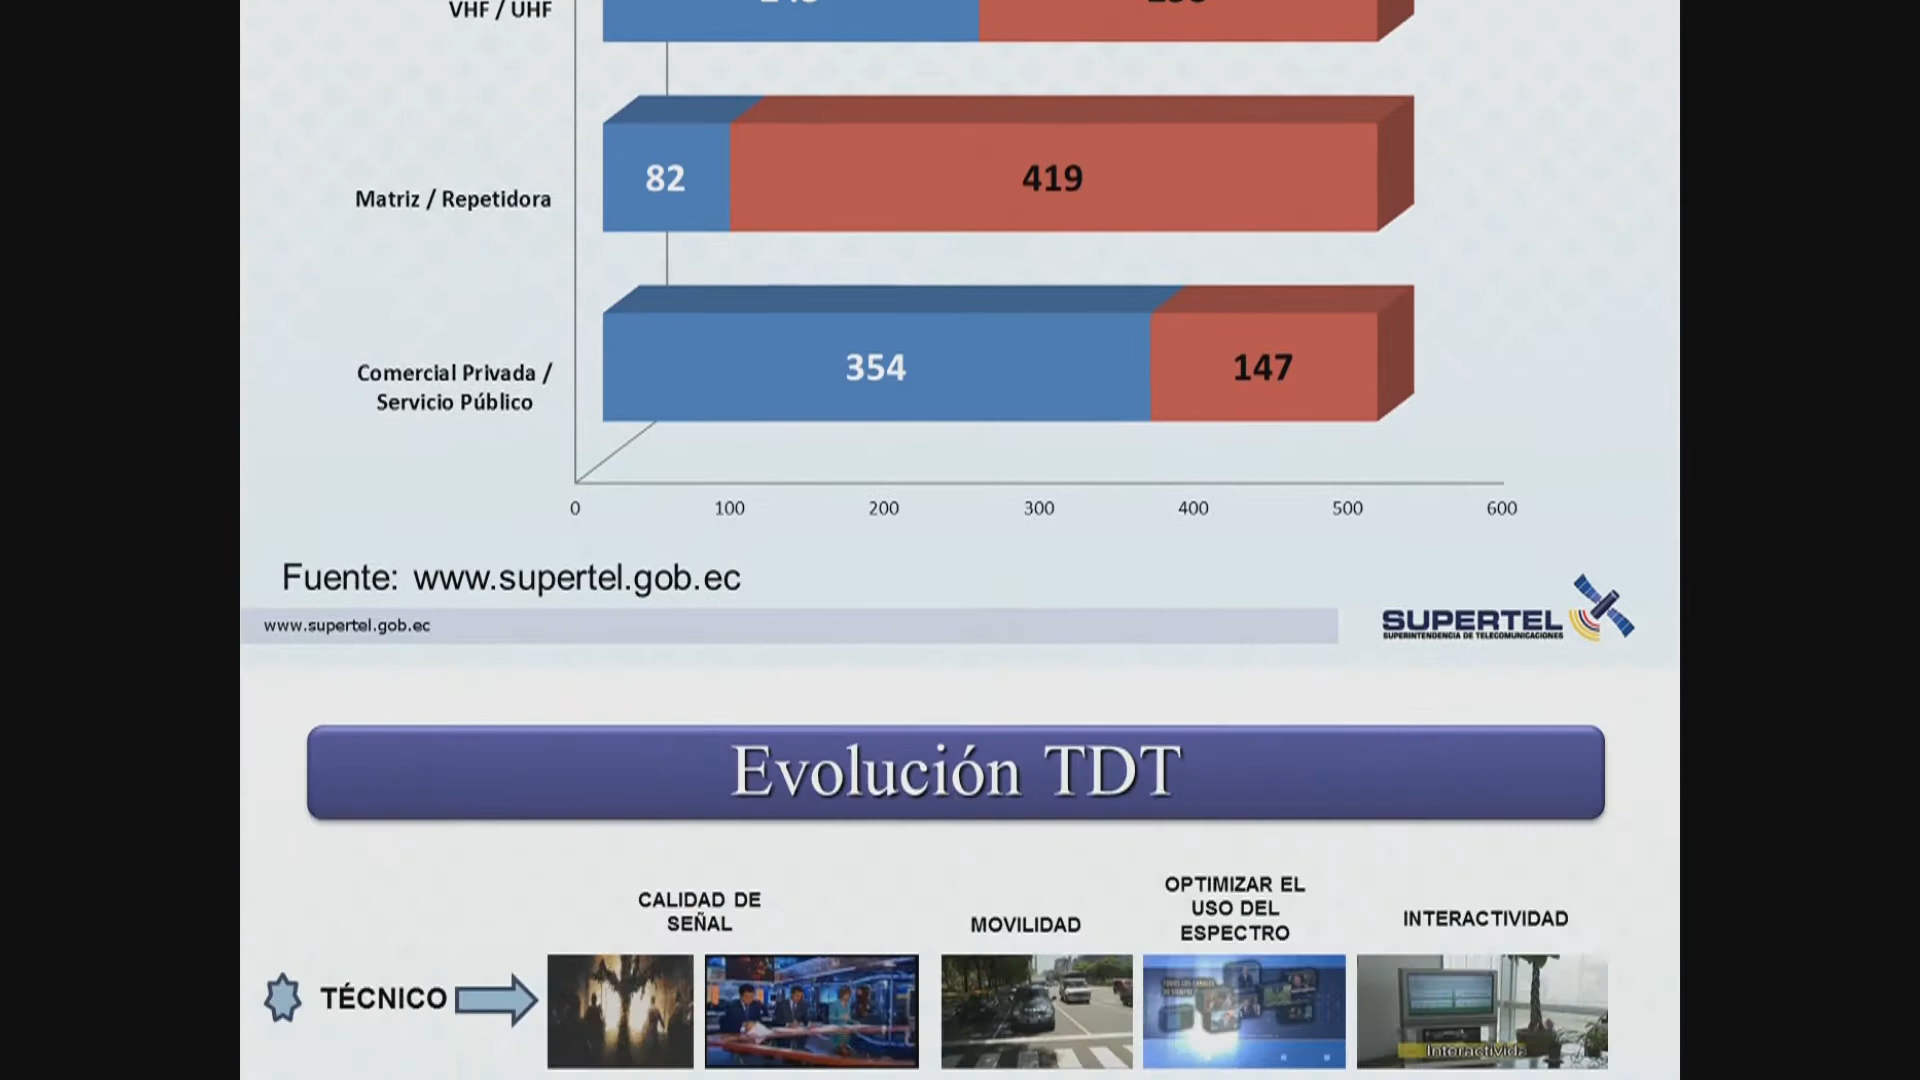 VHF / UHF
82
419
Matriz / Repetidora
354
147
Comercial Privada /
Servicio Público
0 100 200 300 400 500 600
Fuente: www.supertel.gob.ec
www.supertel.gob.ec
SUPERTEL
SUPERINTENDENCIA DE TELECOMUNICACIONES
Evolución TDT
CALIDAD DE
SEÑAL
MOVILIDAD
OPTIMIZAR EL
USO DEL
ESPECTRO
INTERACTIVIDAD
TÉCNICO